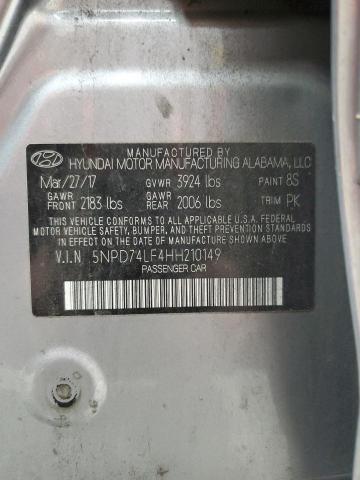 MANUFACTURED BY
HYUNDAI MOTOR MANUFACTURING ALABAMA, LLC
Mar/27/17 GVWR 3924 lbs PAINT 8S
GAWR FRONT 2183 lbs GAWR REAR 2006 lbs TRIM PK
THIS VEHICLE CONFORMS TO ALL APPLICABLE U.S.A. FEDERAL
MOTOR VEHICLE SAFETY, BUMPER, AND THEFT PREVENTION
STANDARDS IN EFFECT ON THE DATE OF MANUFACTURE
SHOWN ABOVE.
V.I.N 5NPD74LF4HH210149
PASSENGER CAR